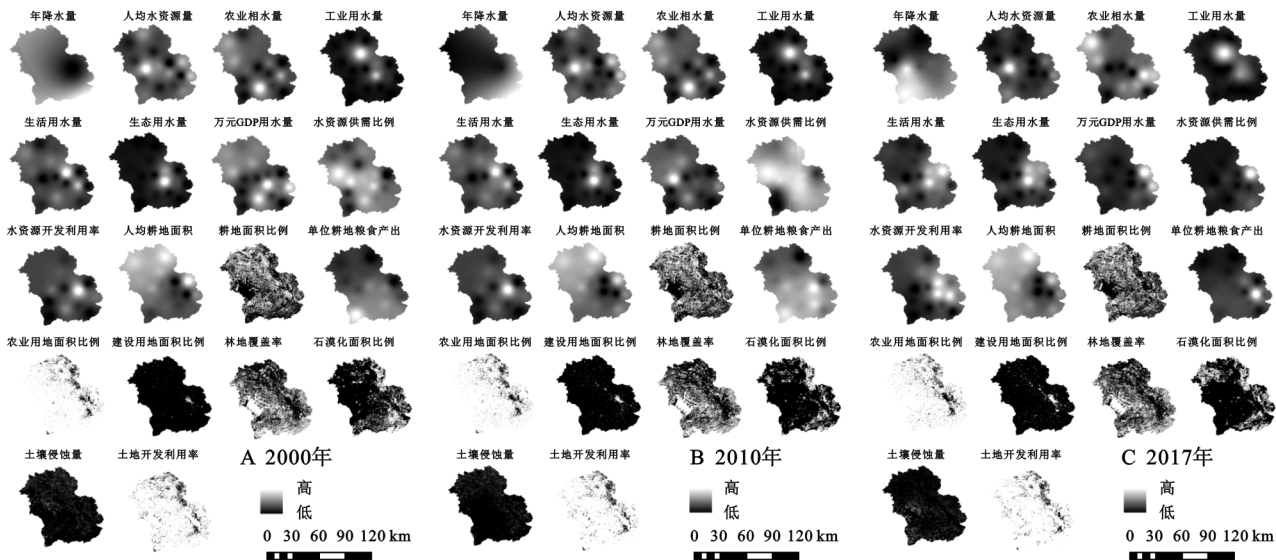 年降水量 人均水资源量 农业相水量 工业用水量
生活用水量 生态用水量 万元GDP用水量 水资源供需比例
水资源开发利用率 人均耕地面积 耕地面积比例 单位耕地粮食产出
农业用地面积比例 建设用地面积比例 林地覆盖率 石漠化面积比例
土壤侵蚀量 土地开发利用率
A 2000年
高
低
0 30 60 90 120 km
年降水量 人均水资源量 农业相水量 工业用水量
生活用水量 生态用水量 万元GDP用水量 水资源供需比例
水资源开发利用率 人均耕地面积 耕地面积比例 单位耕地粮食产出
农业用地面积比例 建设用地面积比例 林地覆盖率 石漠化面积比例
土壤侵蚀量 土地开发利用率
B 2010年
高
低
0 30 60 90 120 km
年降水量 人均水资源量 农业相水量 工业用水量
生活用水量 生态用水量 万元GDP用水量 水资源供需比例
水资源开发利用率 人均耕地面积 耕地面积比例 单位耕地粮食产出
农业用地面积比例 建设用地面积比例 林地覆盖率 石漠化面积比例
土壤侵蚀量 土地开发利用率
C 2017年
高
低
0 30 60 90 120 km